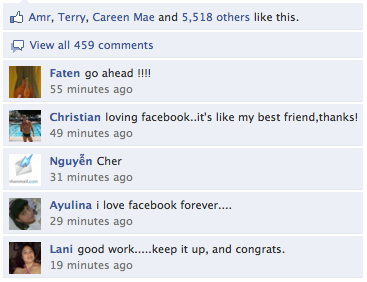 Amr, Terry, Careen Mae and 5,518 others like this.
View all 459 comments
Faten go ahead !!!!
55 minutes ago
Christian loving facebook..it's like my best friend,thanks!
49 minutes ago
Nguyễn Cher
31 minutes ago
Ayulina i love facebook forever....
29 minutes ago
Lani good work.....keep it up, and congrats.
19 minutes ago